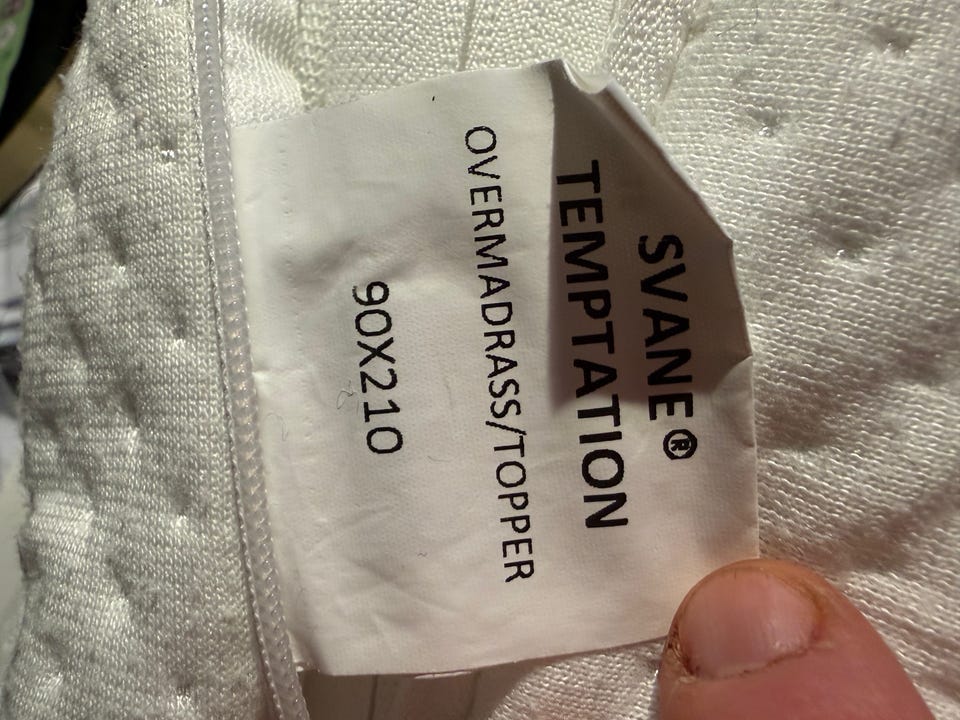 SVANE®
TEMPTATION
OVERMADRASS/TOPPER
90X210